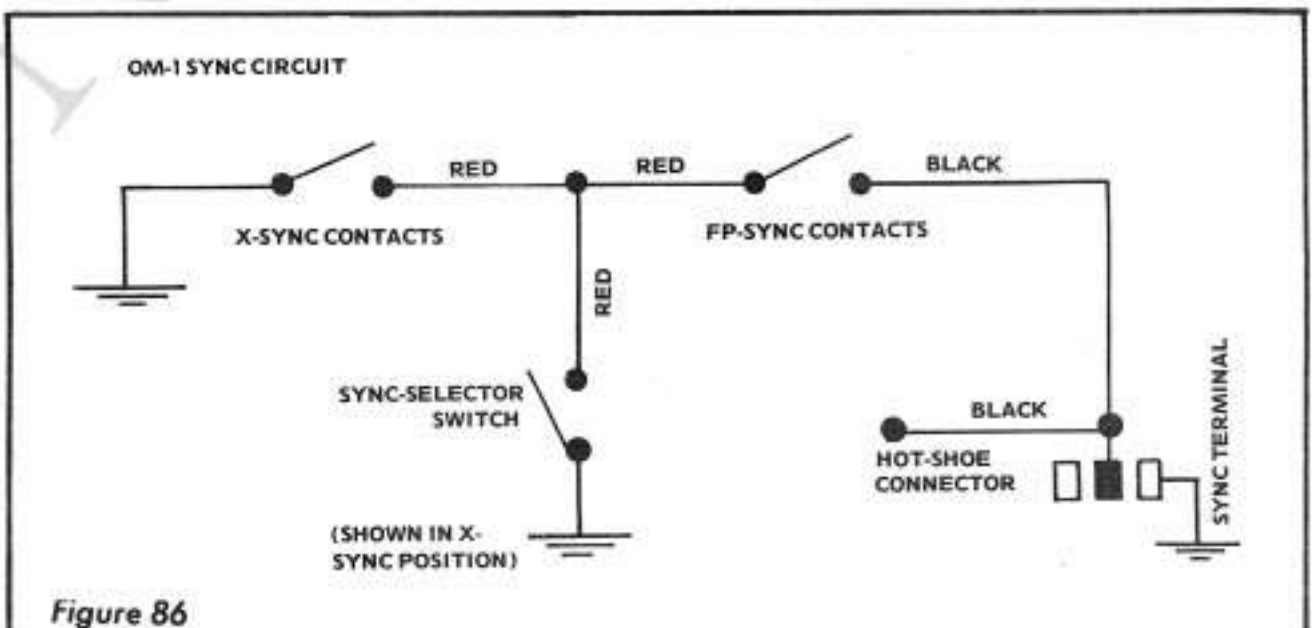 OM-1 SYNC CIRCUIT
RED
RED
BLACK
X-SYNC CONTACTS
FP-SYNC CONTACTS
RED
SYNC-SELECTOR
SWITCH
BLACK
HOT-SHOE
CONNECTOR
SYNC TERMINAL
(SHOWN IN X-
SYNC POSITION)
Figure 86